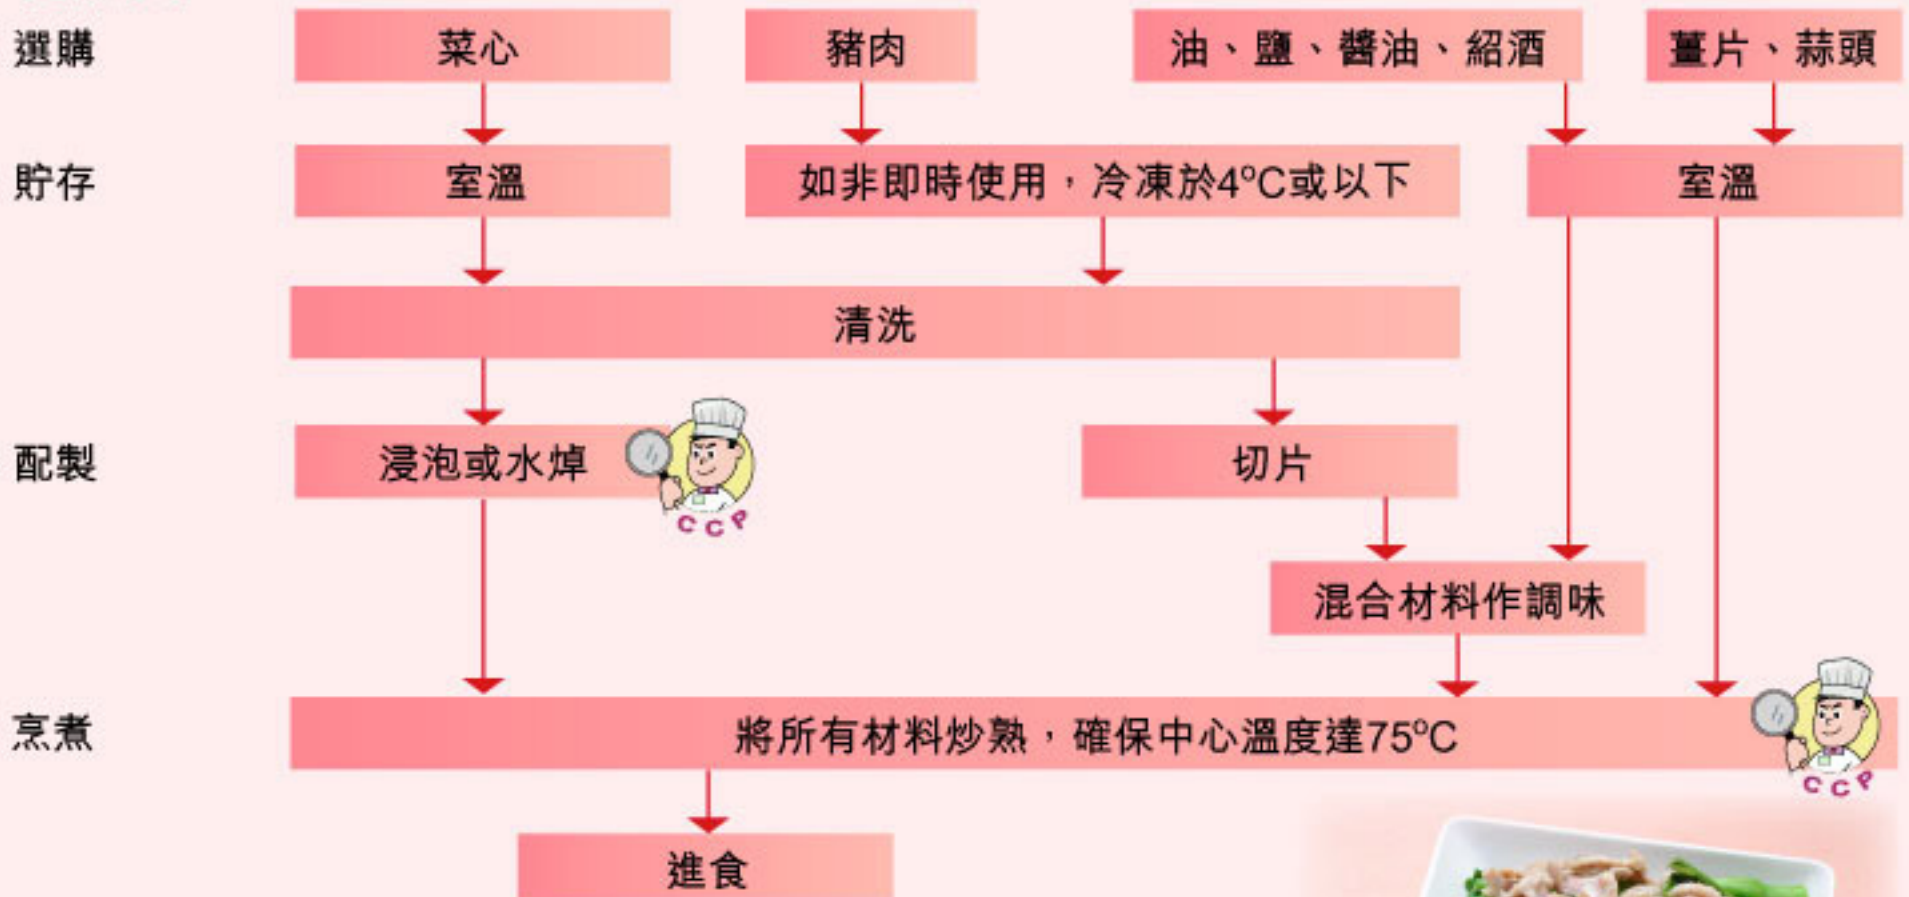 選購 菜心 豬肉 油、鹽、醬油、紹酒 薑片、蒜頭
貯存 室溫 如非即時使用，冷凍於4ºC或以下 室溫
清洗
配製 浸泡或水焯 切片
CCP
混合材料作調味
烹煮 將所有材料炒熟，確保中心溫度達75ºC
CCP
進食